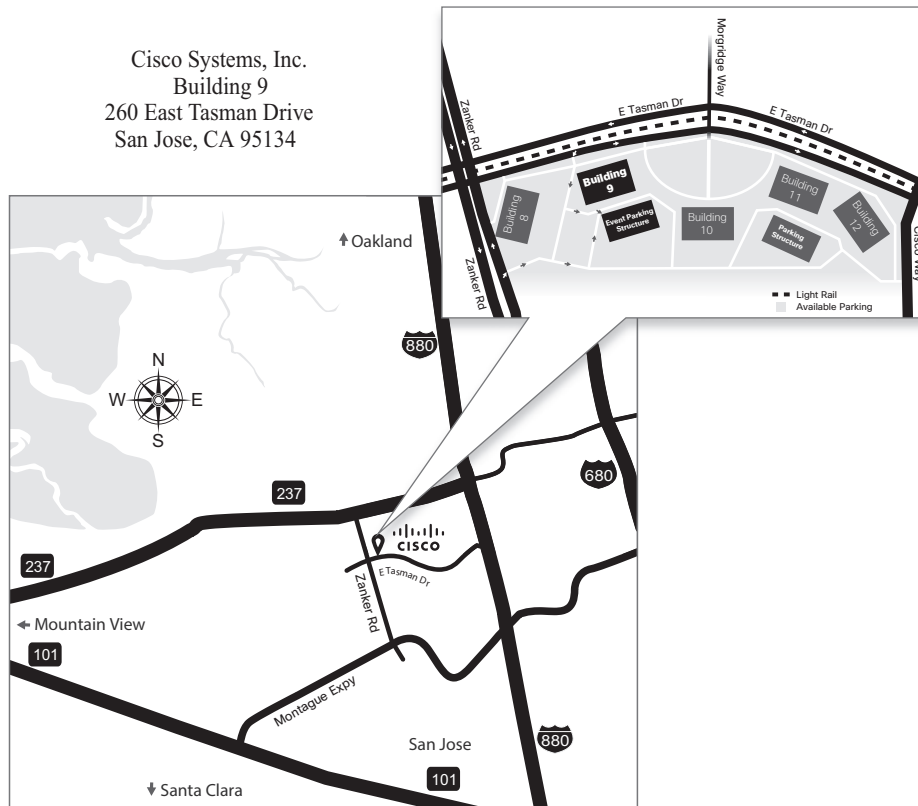 Cisco Systems, Inc.
Building 9
260 East Tasman Drive
San Jose, CA 95134
Morgridge Way
Zanker Rd
E Tasman Dr
E Tasman Dr
Building
9
Building
8
Event Parking
Structure
Building
10
Building
11
Building
12
Parking
Structure
Zanker Rd
Cisco Way
Light Rail
Available Parking
Oakland
880
N
W
E
S
680
237
CISCO
237
E Tasman Dr
Zanker Rd
Mountain View
101
Montague Expy
San Jose
880
101
Santa Clara